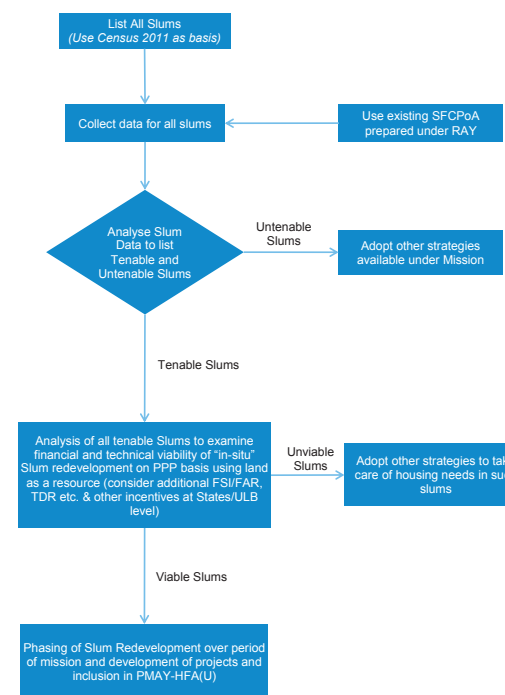 List All Slums
(Use Census 2011 as basis)
Collect data for all slums
Use existing SFCPoA
prepared under RAY
Analyse Slum
Data to list
Tenable and
Untenable Slums
Untenable
Slums
Adopt other strategies
available under Mission
Tenable Slums
Analysis of all tenable Slums to examine
financial and technical viability of “in-situ”
Slum redevelopment on PPP basis using land
as a resource (consider additional FSI/FAR,
TDR etc. & other incentives at States/ULB
level)
Unviable
Slums
Adopt other strategies to
care of housing needs in
slums
Viable Slums
Phasing of Slum Redevelopment over period
of mission and development of projects and
inclusion in PMAY-HFA(U)